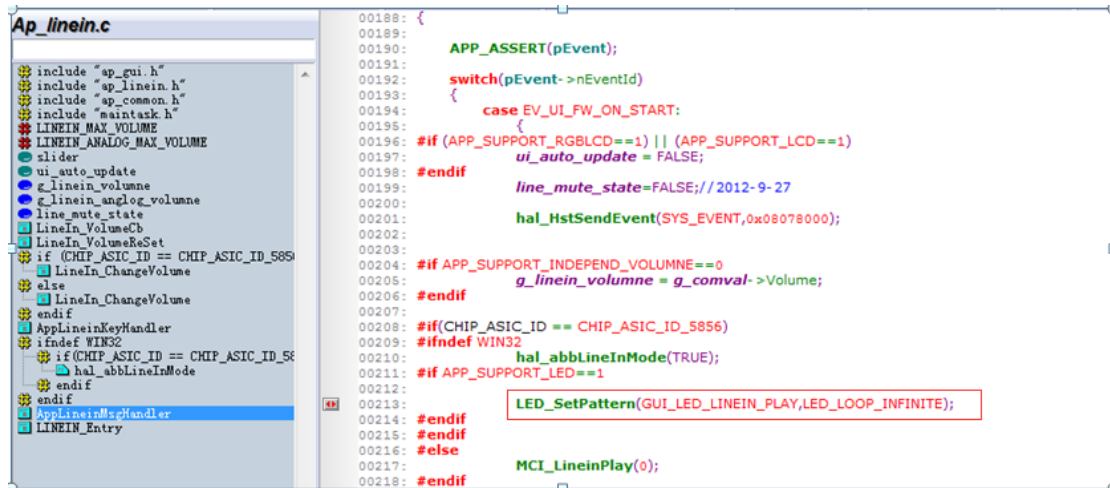 Ap_linein.c
include "ap_gui.h"
include "ap_linein.h"
include "ap_common.h"
include "maintask.h"
LINEIN_MAX_VOLUME
LINEIN_ANALOG_MAX_VOLUME
slider
ui_auto_update
g_linein_volumne
g_linein_anglog_volumne
line_mute_state
LineIn_VolumeCb
LineIn_VolumeReSet
if (CHIP_ASIC_ID == CHIP_ASIC_ID_585
LineIn_ChangeVolume
else
LineIn_ChangeVolume
endif
AppLineinKeyHandler
ifndef WIN32
if(CHIP_ASIC_ID == CHIP_ASIC_ID_58
hal_abbLineInMode
endif
endif
AppLineinMsgHandler
LINEIN_Entry
00188: {
00189:
00190: APP_ASSERT(pEvent);
00191:
00192: switch(pEvent->nEventId)
00193: {
00194: case EV_UI_FW_ON_START:
00195: {
00196: #if (APP_SUPPORT_RGBLCD==1) || (APP_SUPPORT_LCD==1)
00197: ui_auto_update = FALSE;
00198: #endif
00199: line_mute_state=FALSE;//2012-9-27
00200:
00201: hal_HstSendEvent(SYS_EVENT,0x08078000);
00202:
00203:
00204: #if APP_SUPPORT_INDEPEND_VOLUMNE==0
00205: g_linein_volumne = g_comval->Volume;
00206: #endif
00207:
00208: #if(CHIP_ASIC_ID == CHIP_ASIC_ID_5856)
00209: #ifndef WIN32
00210: hal_abbLineInMode(TRUE);
00211: #if APP_SUPPORT_LED==1
00212:
00213: LED_SetPattern(GUI_LED_LINEIN_PLAY,LED_LOOP_INFINITE);
00214: #endif
00215: #endif
00216: #else
00217: MCI_LineinPlay(0);
00218: #endif